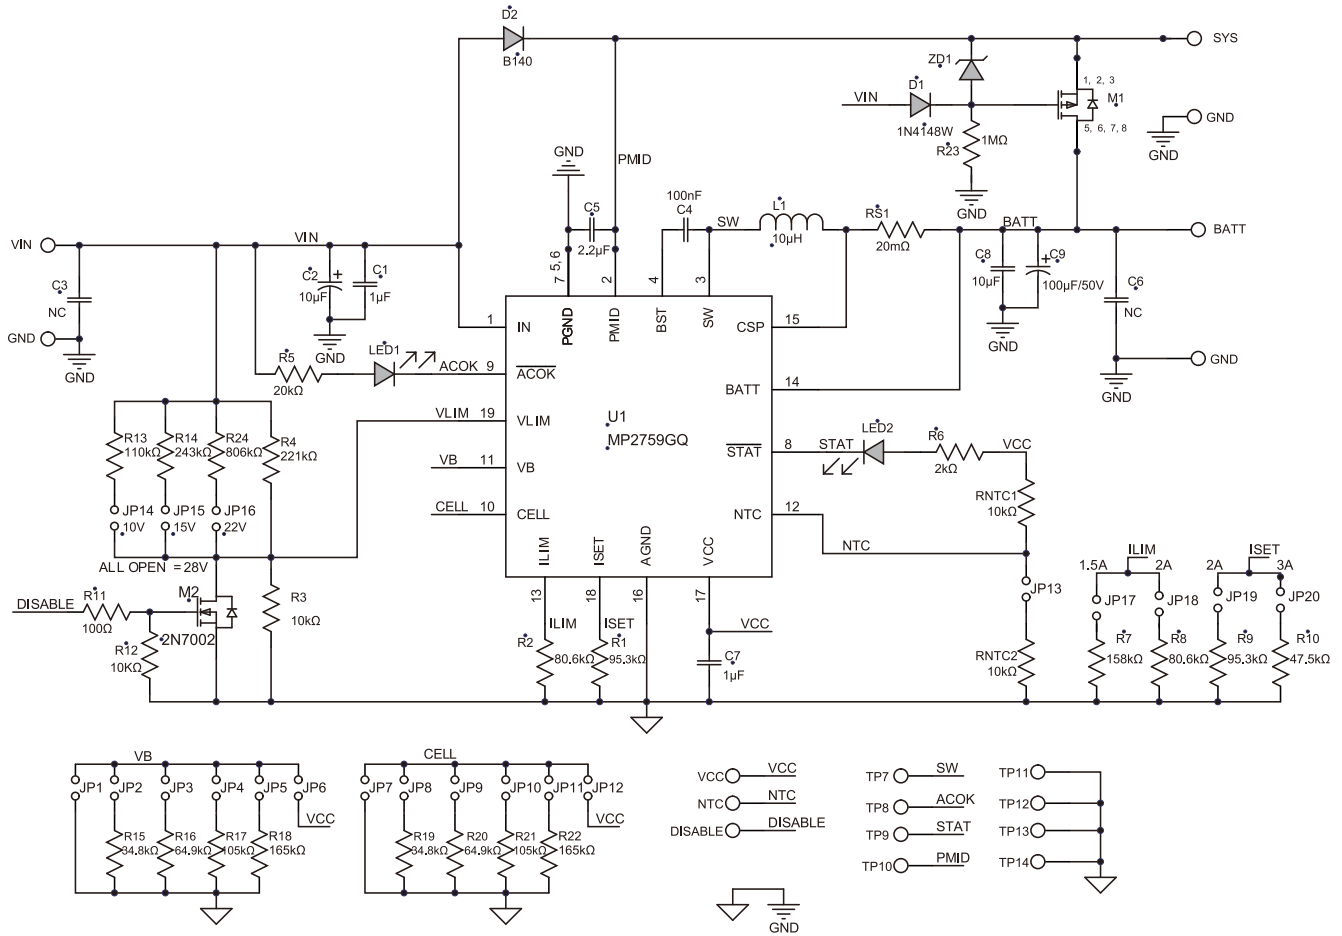 D2
B140
SYS
ZD1
1, 2, 3
M1
5, 6, 7, 8
VIN
D1
1N4148W
R23
1MΩ
GND
GND
GND
GND
PMID
C5
2.2µF
100nF
C4
SW
L1
10µH
RS1
20mΩ
BATT
BATT
VIN
VIN
C3
NC
GND
GND
C2
10µF
+
C1
1µF
GND
C8
10µF
+
C9
100µF/50V
GND
C6
NC
GND
GND
7
5, 6
2
4
3
PGND
PMID
BST
SW
1
IN
CSP
15
R5
20kΩ
LED1
ACOK
9
ACOK
BATT
14
VLIM
19
VLIM
U1
MP2759GQ
STAT
8
STAT
LED2
R6
2kΩ
VCC
VB
11
VB
CELL
10
CELL
NTC
12
NTC
RNTC1
10kΩ
R13
110kΩ
R14
243kΩ
R24
806kΩ
R4
221kΩ
JP14
10V
JP15
15V
JP16
22V
ALL OPEN = 28V
ILIM
ISET
AGND
VCC
13
18
16
17
ILIM
ISET
VCC
R2
80.6kΩ
R1
95.3kΩ
C7
1µF
DISABLE
R11
100Ω
M2
2N7002
R12
10KΩ
R3
10kΩ
JP13
RNTC2
10kΩ
ILIM
1.5A
2A
JP17
JP18
R7
158kΩ
R8
80.6kΩ
ISET
2A
3A
JP19
JP20
R9
95.3kΩ
R10
47.5kΩ
VB
JP1
JP2
JP3
JP4
JP5
JP6
VCC
R15
34.8kΩ
R16
64.9kΩ
R17
105kΩ
R18
165kΩ
CELL
JP7
JP8
JP9
JP10
JP11
JP12
VCC
R19
34.8kΩ
R20
64.9kΩ
R21
105kΩ
R22
165kΩ
VCC
VCC
NTC
NTC
DISABLE
DISABLE
GND
TP7
SW
TP8
ACOK
TP9
STAT
TP10
PMID
TP11
TP12
TP13
TP14